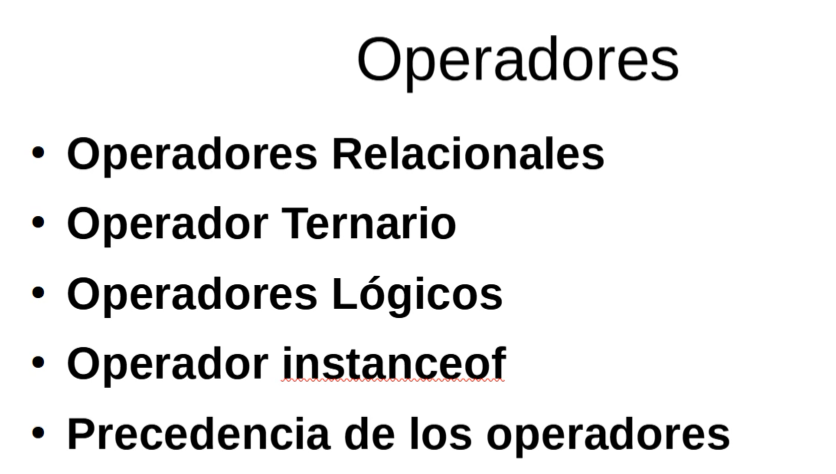 Operadores
• Operadores Relacionales
• Operador Ternario
• Operadores Lógicos
• Operador instanceof
• Precedencia de los operadores